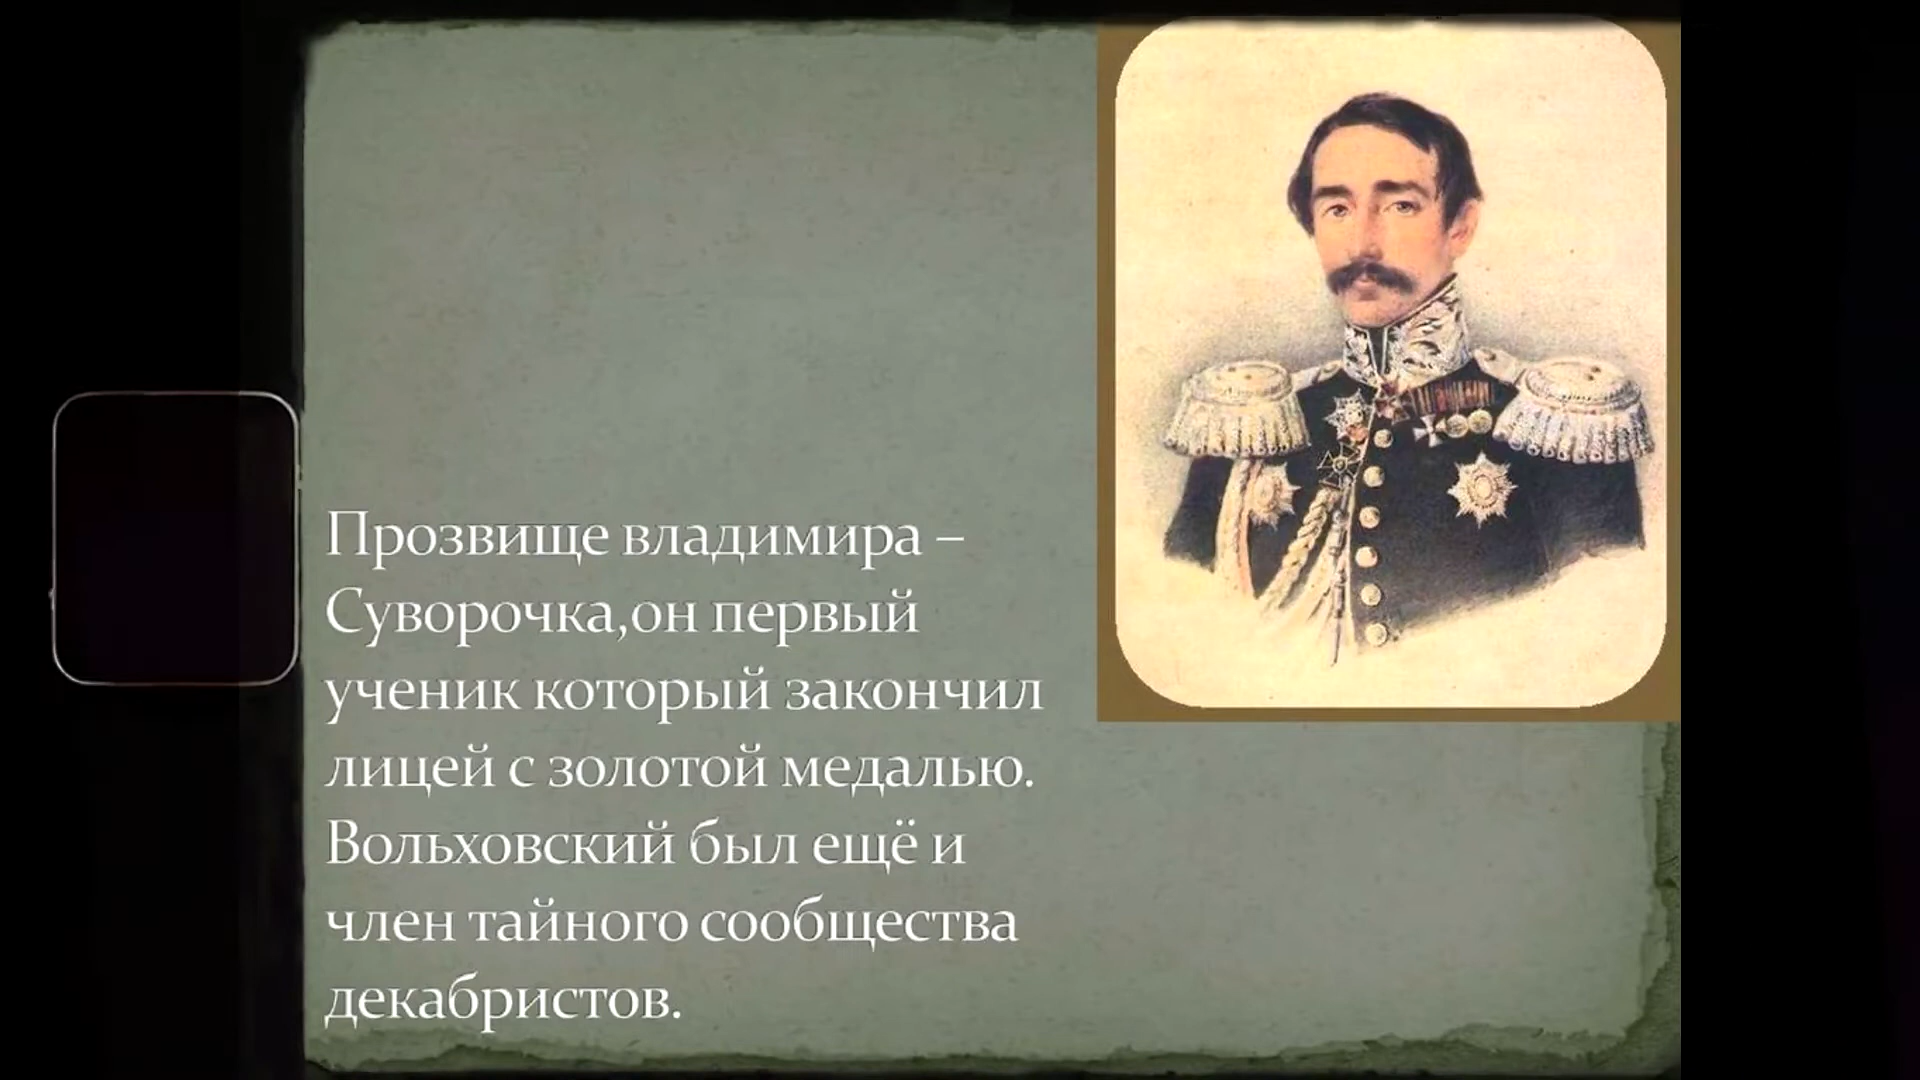 Прозвище владимира –
Суворочка,он первый
ученик который закончил
лицей с золотой медалью.
Вольховский был ещё и
член тайного сообщества
декабристов.